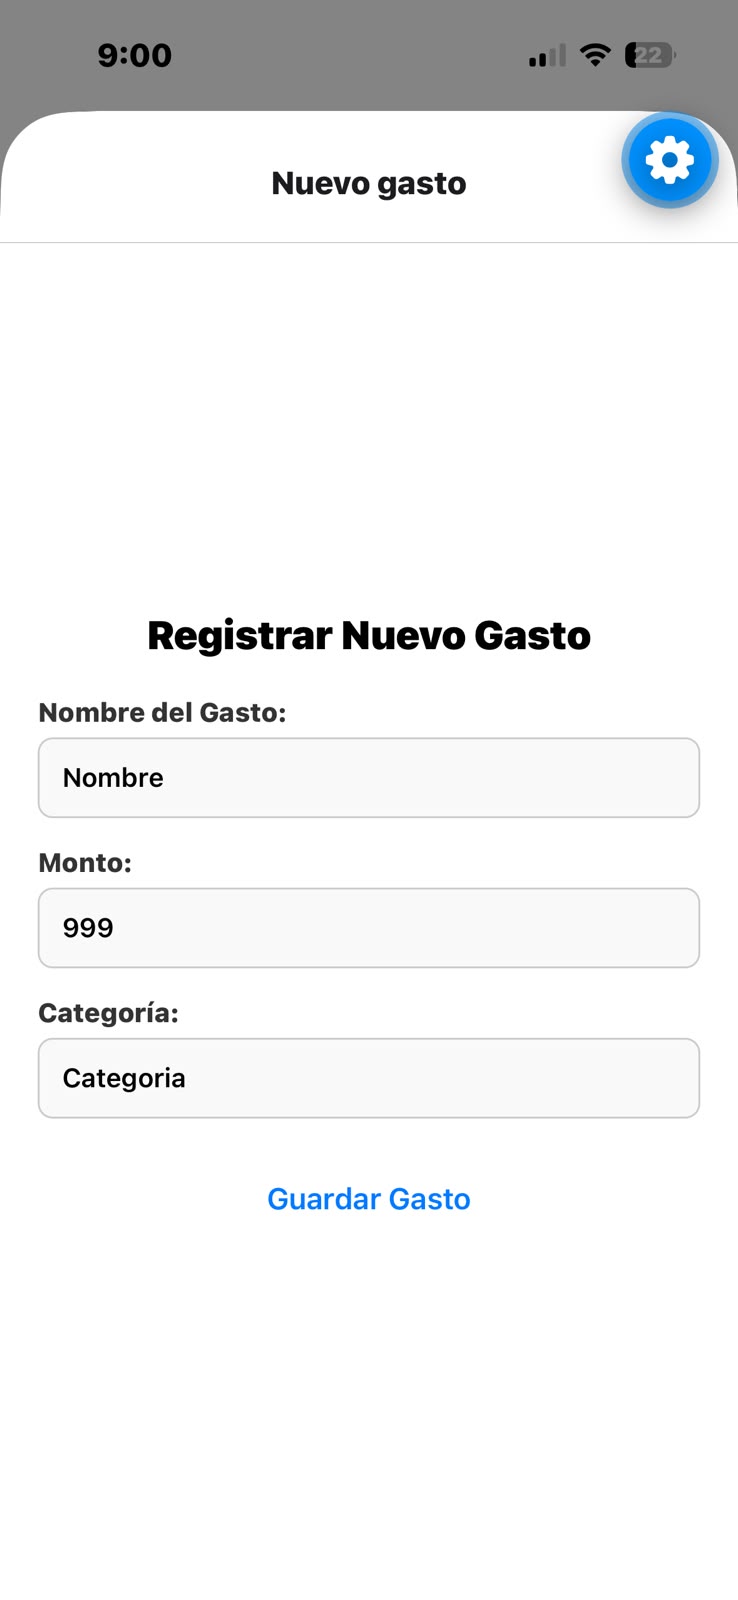 9:00
22
Nuevo gasto
Registrar Nuevo Gasto
Nombre del Gasto:
Nombre
Monto:
999
Categoría:
Categoria
Guardar Gasto